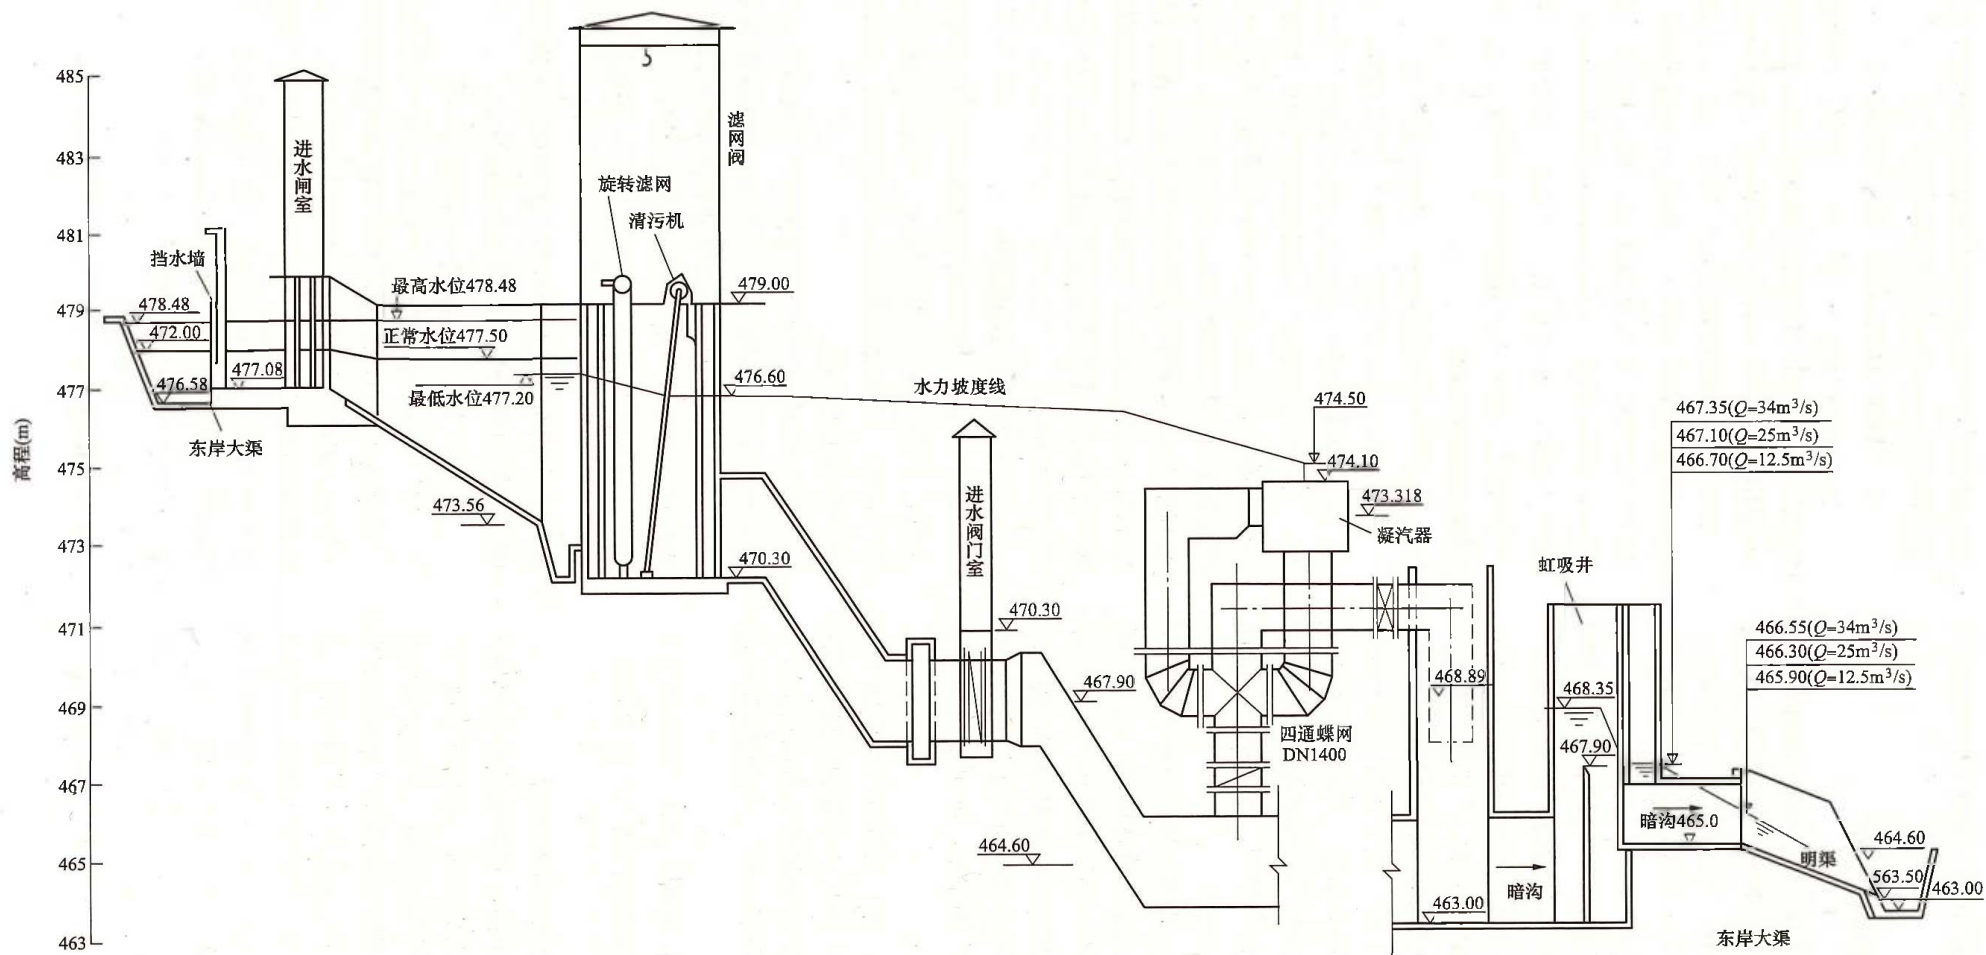 485
483
481
479
477
475
473
471
469
467
465
463
高程(m)
进水闸室
滤网阀
旋转滤网
清污机
挡水墙
最高水位478.48
479.00
478.48
472.00
正常水位477.50
477.08
476.58
最低水位477.20
476.60
水力坡度线
474.50
东岸大渠
474.10
473.318
凝汽器
473.56
进水阀门室
470.30
470.30
467.90
464.60
四通蝶网
DN1400
468.89
虹吸井
468.35
467.90
467.35(Q=34m³/s)
467.10(Q=25m³/s)
466.70(Q=12.5m³/s)
466.55(Q=34m³/s)
466.30(Q=25m³/s)
465.90(Q=12.5m³/s)
暗沟465.0
明渠
464.60
563.50
463.00
暗沟
463.00
东岸大渠